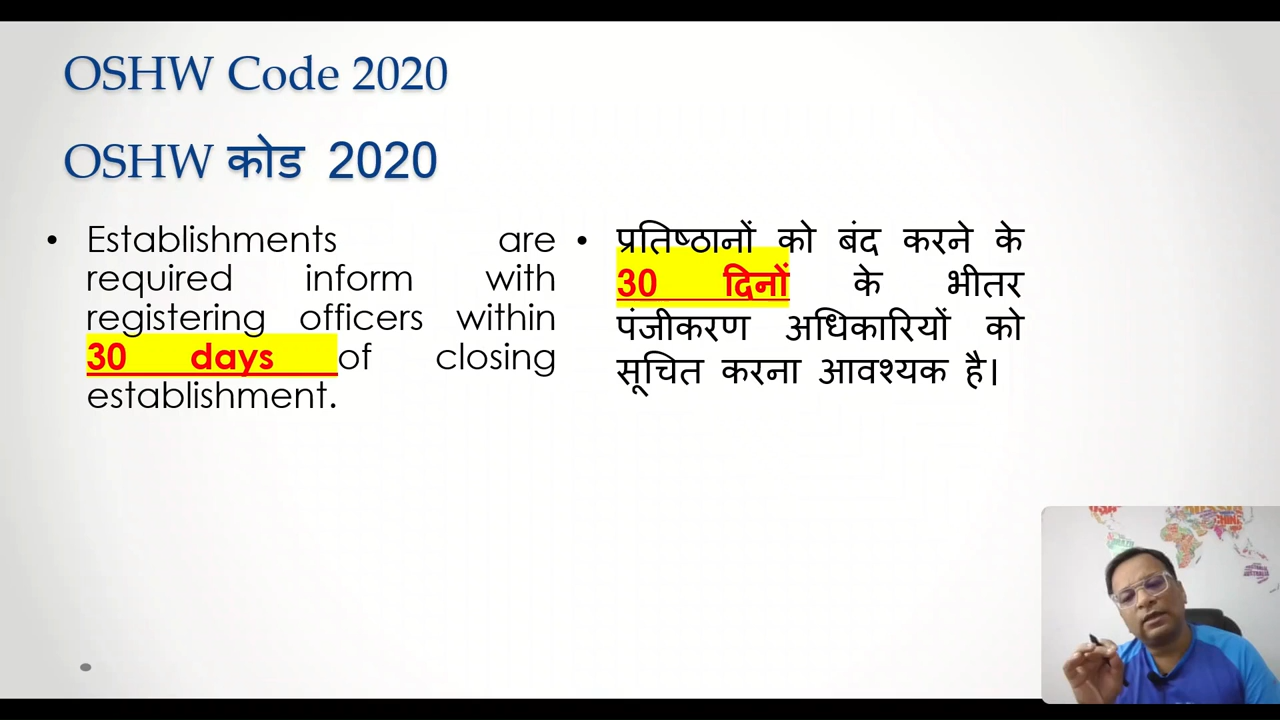 OSHW Code 2020
OSHW कोड 2020
• Establishments are
required inform with
registering officers within
30 days of closing
establishment.
• प्रतिष्ठानों को बंद करने के
30 दिनों के भीतर
पंजीकरण अधिकारियों को
सूचित करना आवश्यक है।